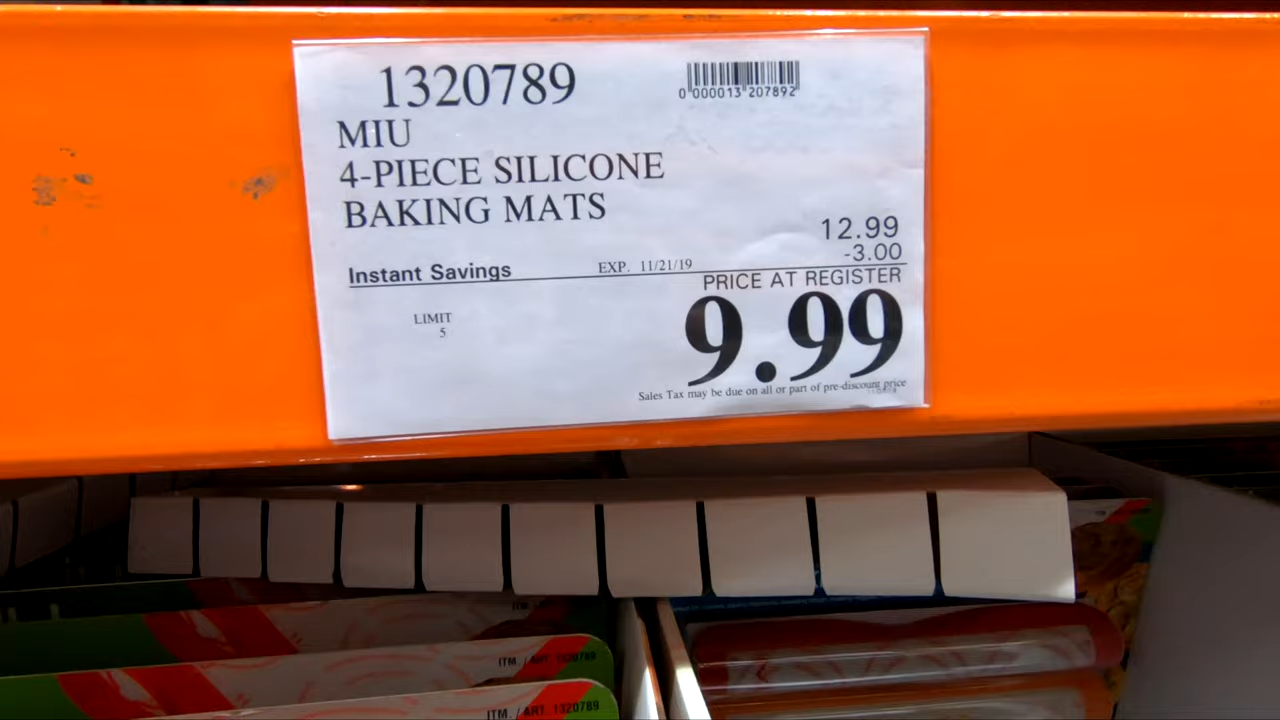 1320789
0 000013 207892
MIU
4-PIECE SILICONE
BAKING MATS
12.99
-3.00
Instant Savings EXP. 11/21/19
PRICE AT REGISTER
9.99
LIMIT
5
Sales Tax may be due on all or part of pre-discount price
ITM. / ART. 1320789
ITM. / ART. 1320789